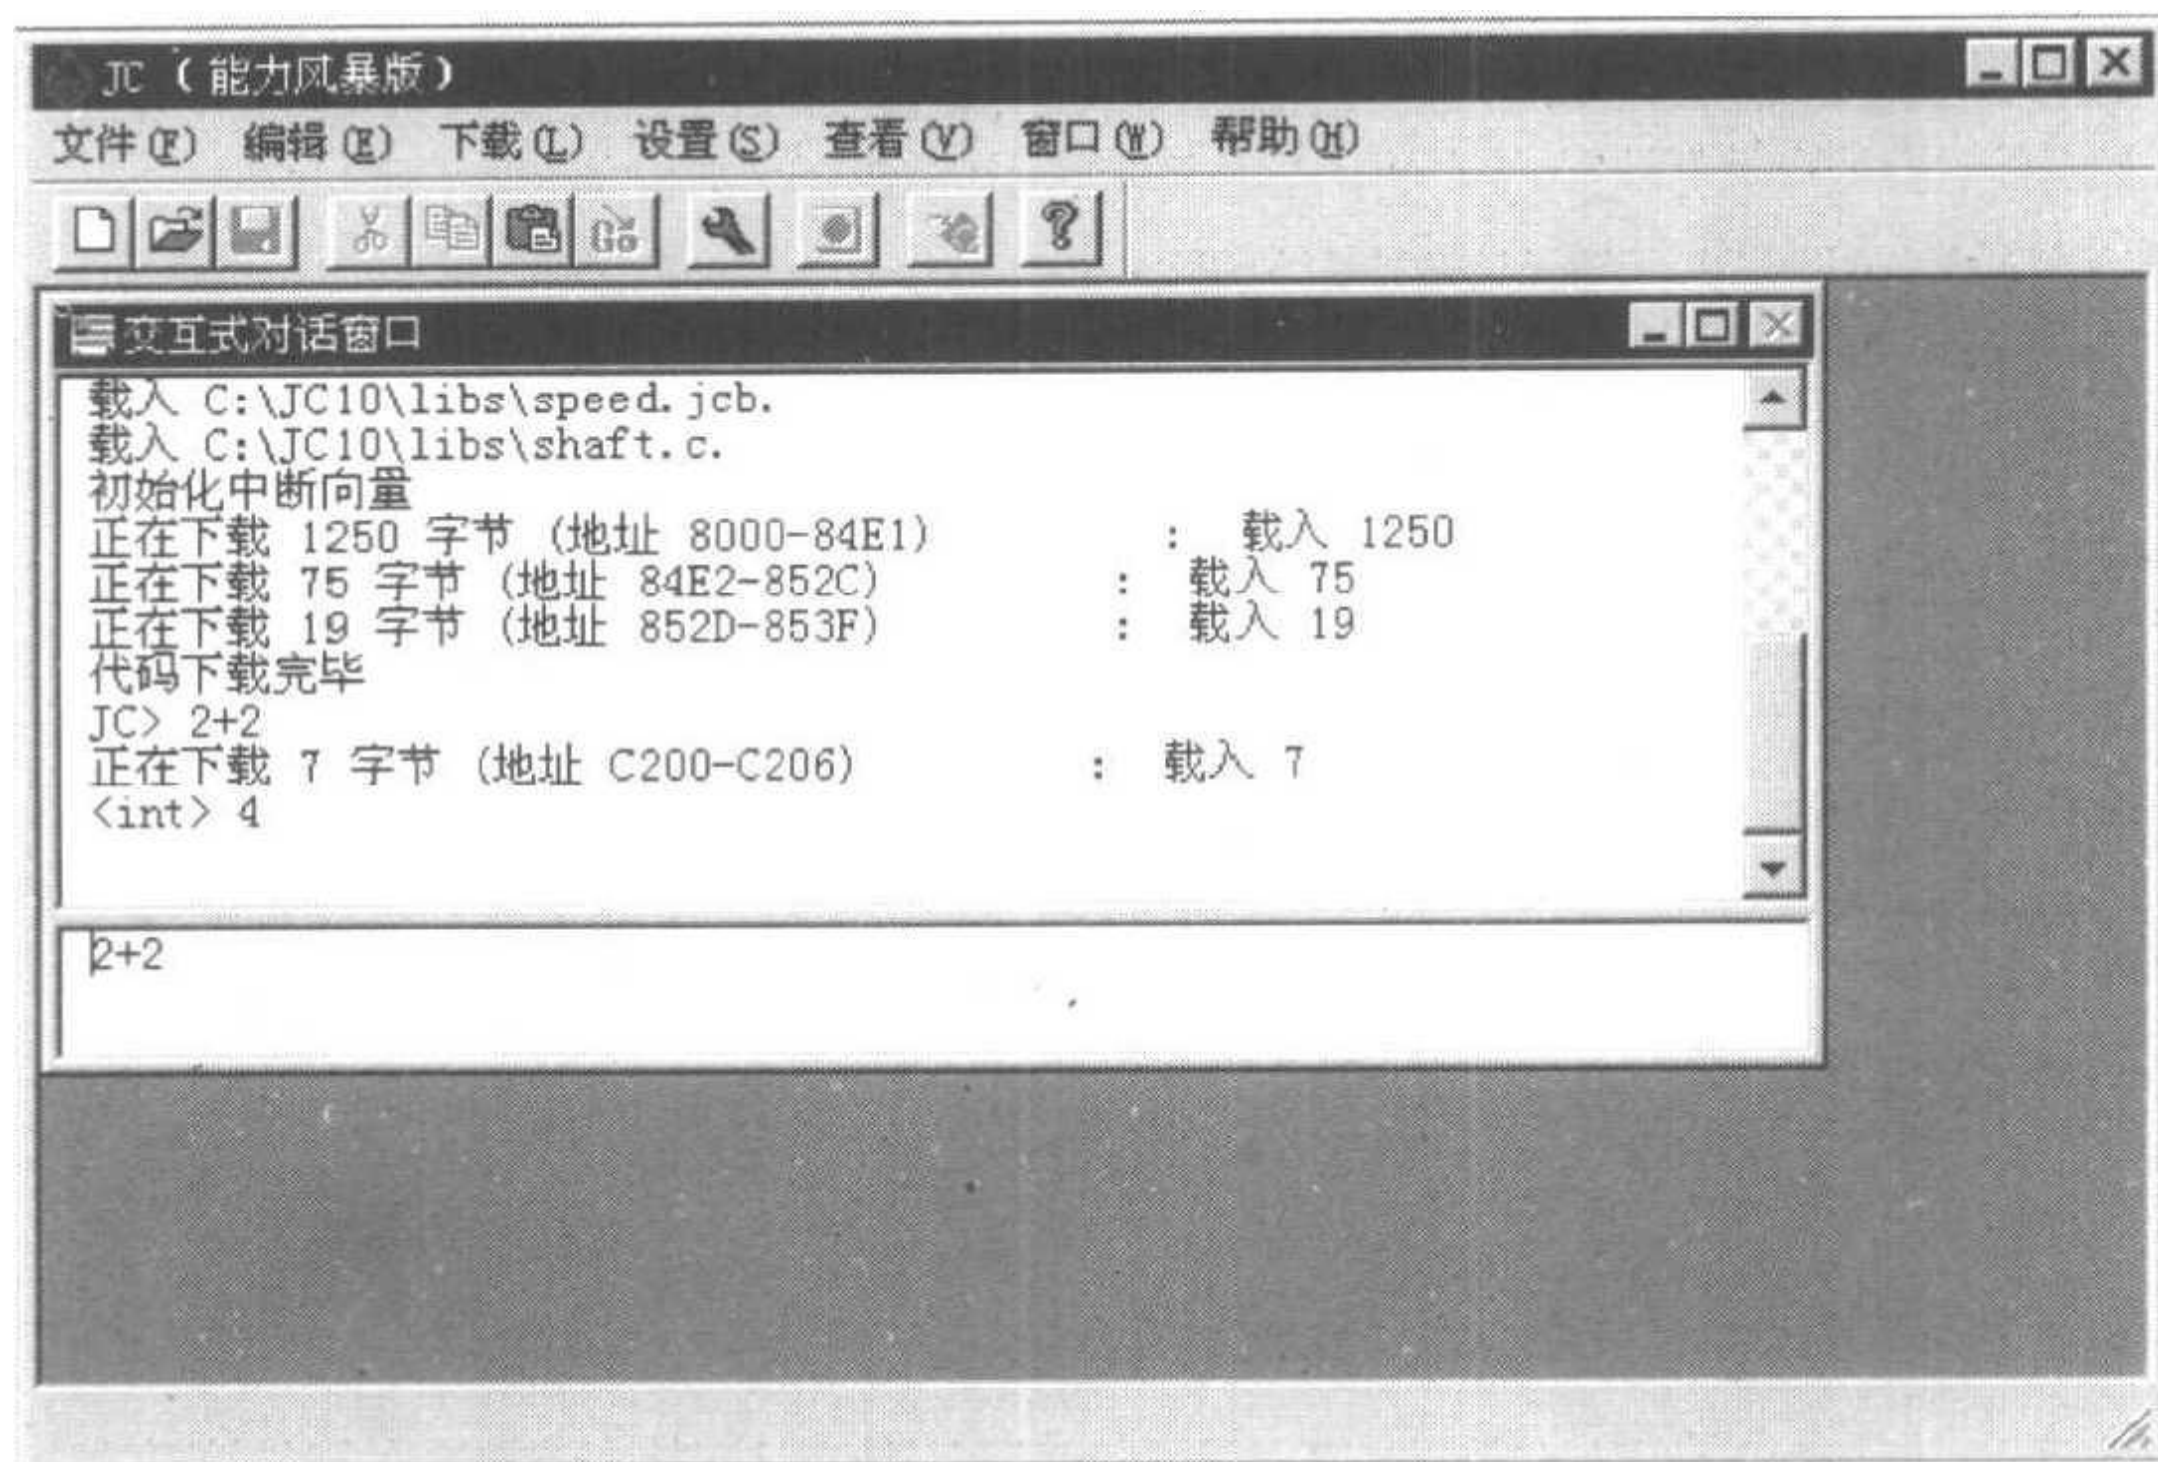 JC （能力风暴版）
文件(F) 编辑(E) 下载(L) 设置(S) 查看(V) 窗口(W) 帮助(H)
Go ?
交互式对话窗口
载入 C:\JC10\libs\speed.jcb.
载入 C:\JC10\libs\shaft.c.
初始化中断向量
正在下载 1250 字节 (地址 8000-84E1) : 载入 1250
正在下载 75 字节 (地址 84E2-852C) : 载入 75
正在下载 19 字节 (地址 852D-853F) : 载入 19
代码下载完毕
JC> 2+2
正在下载 7 字节 (地址 C200-C206) : 载入 7
<int> 4
2+2